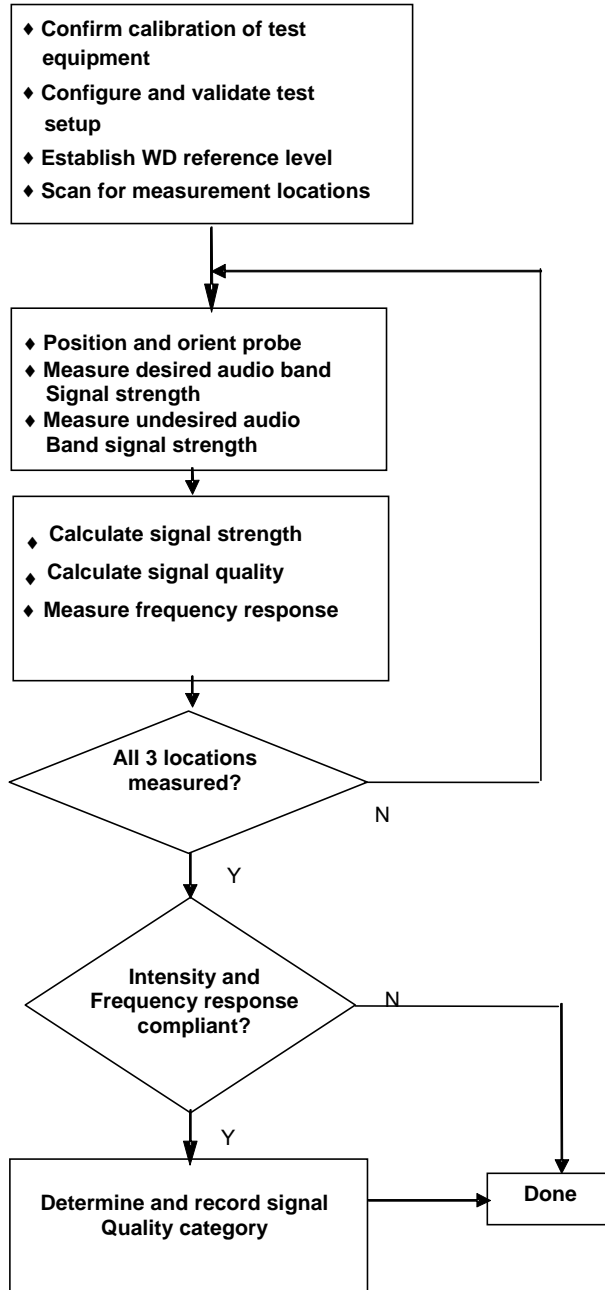 ♦ Confirm calibration of test
equipment
♦ Configure and validate test
setup
♦ Establish WD reference level
♦ Scan for measurement locations
♦ Position and orient probe
♦ Measure desired audio band
Signal strength
♦ Measure undesired audio
Band signal strength
♦ Calculate signal strength
♦ Calculate signal quality
♦ Measure frequency response
All 3 locations
measured?
N
Y
Intensity and
Frequency response
compliant?
N
Y
Determine and record signal
Quality category
Done